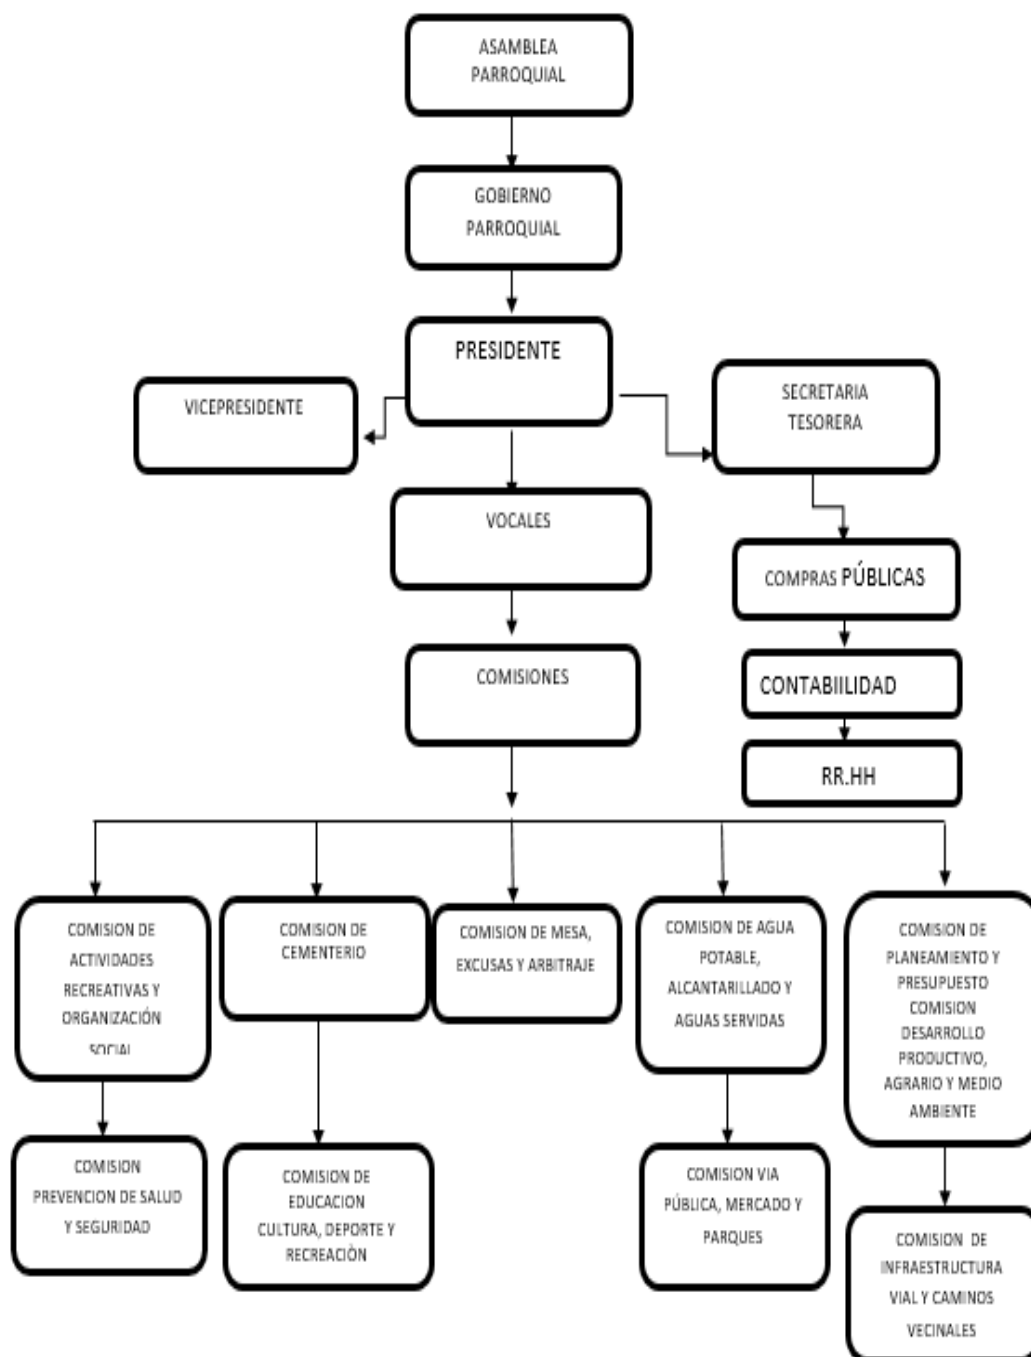 ASAMBLEA
PARROQUIAL
GOBIERNO
PARROQUIAL
PRESIDENTE
VICEPRESIDENTE
SECRETARIA
TESORERA
VOCALES
COMPRAS PÚBLICAS
COMISIONES
CONTABIILIDAD
RR.HH
COMISION DE
ACTIVIDADES
RECREATIVAS Y
ORGANIZACIÓN
SOCIAL
COMISION DE
CEMENTERIO
COMISION DE MESA,
EXCUSAS Y ARBITRAJE
COMISION DE AGUA
POTABLE,
ALCANTARILLADO Y
AGUAS SERVIDAS
COMISION DE
PLANEAMIENTO Y
PRESUPUESTO
COMISION
DESARROLLO
PRODUCTIVO,
AGRARIO Y MEDIO
AMBIENTE
COMISION
PREVENCION DE SALUD
Y SEGURIDAD
COMISION DE
EDUCACION
CULTURA, DEPORTE Y
RECREACIÒN
COMISION VIA
PÚBLICA, MERCADO Y
PARQUES
COMISION DE
INFRAESTRUCTURA
VIAL Y CAMINOS
VECINALES